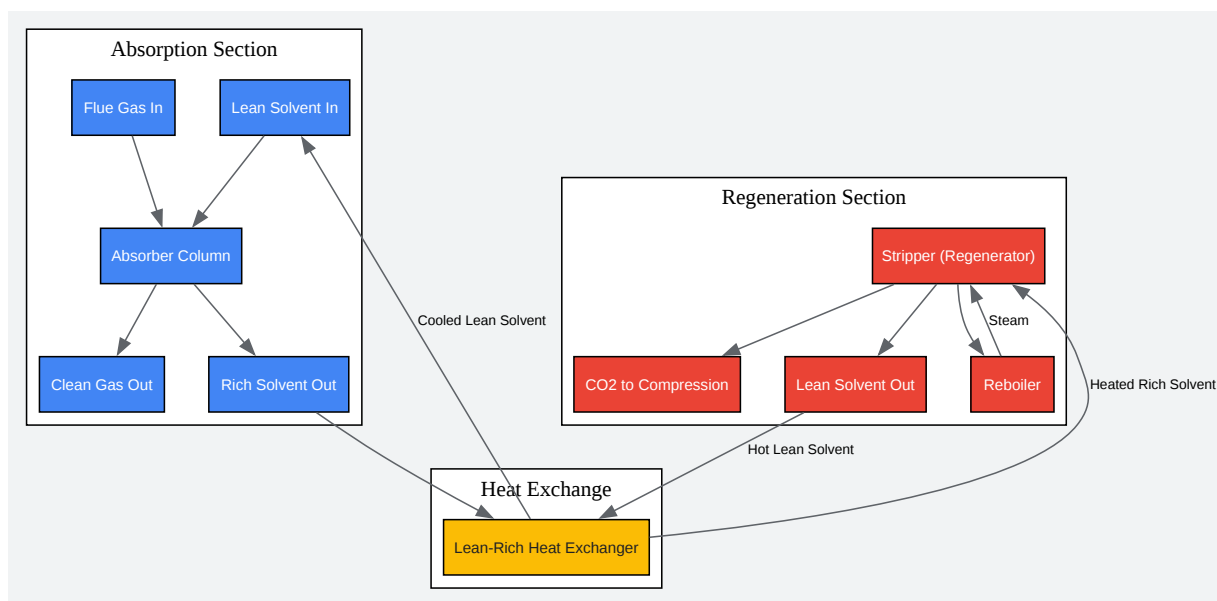 Absorption Section
Flue Gas In
Lean Solvent In
Absorber Column
Clean Gas Out
Rich Solvent Out
Cooled Lean Solvent
Regeneration Section
Stripper (Regenerator)
Steam
CO2 to Compression
Lean Solvent Out
Reboiler
Heated Rich Solvent
Hot Lean Solvent
Heat Exchange
Lean-Rich Heat Exchanger